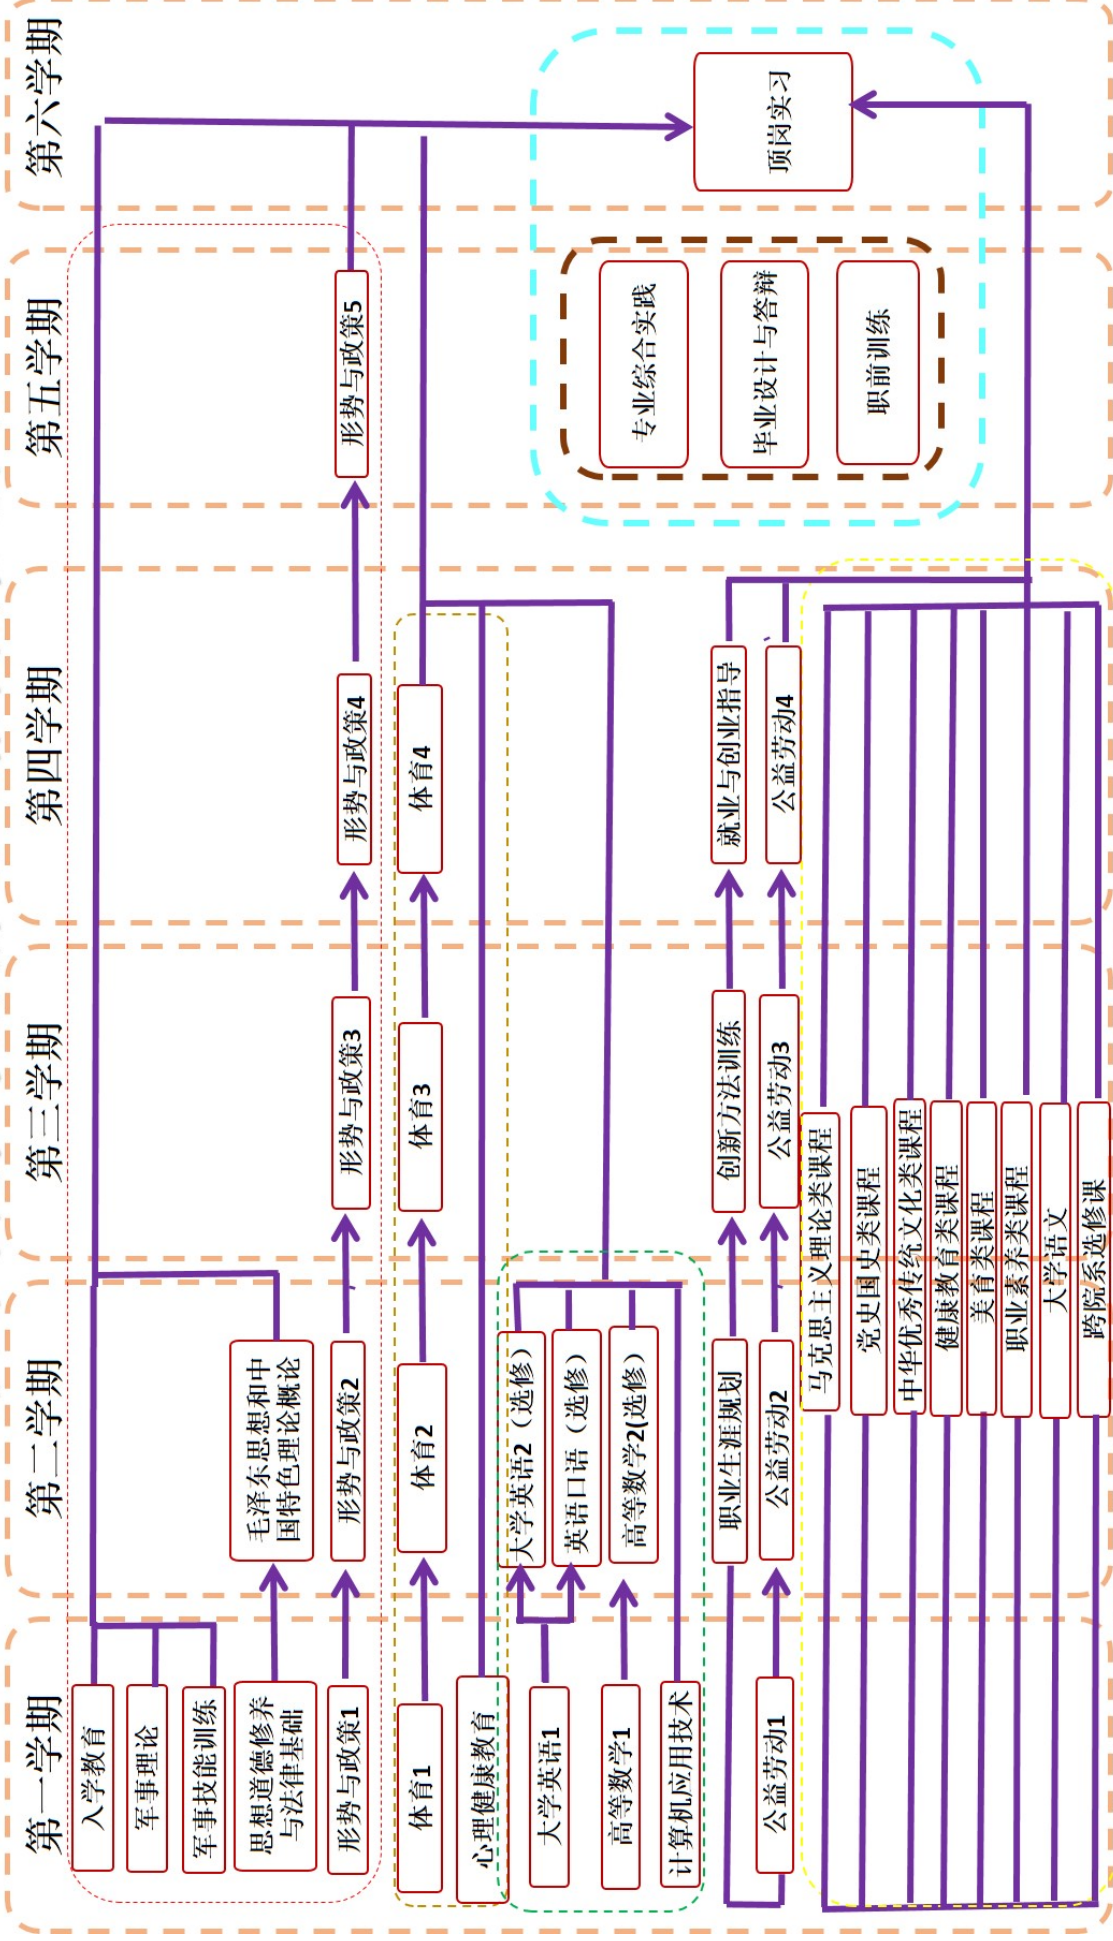 第一学期
入学教育
军事理论
军事技能训练
思想道德修养
与法律基础
形势与政策1
体育1
心理健康教育
大学英语1
高等数学1
计算机应用技术
公益劳动1
第二学期
毛泽东思想和中
国特色理论概论
形势与政策2
体育2
大学英语2（选修）
英语口语（选修）
高等数学2(选修）
职业生涯规划
公益劳动2
第三学期
形势与政策3
体育3
创新方法训练
公益劳动3
马克思主义理论类课程
党史国史类课程
中华优秀传统文化类课程
健康教育类课程
美育类课程
职业素养类课程
大学语文
跨院系选修课
第四学期
形势与政策4
体育4
就业与创业指导
公益劳动4
第五学期
形势与政策5
专业综合实践
毕业设计与答辩
职前训练
第六学期
顶岗实习